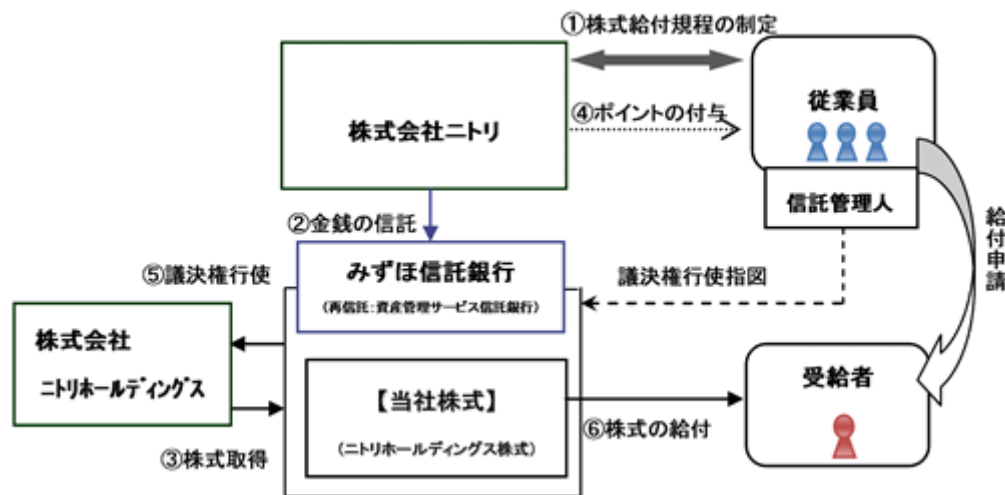 ①株式給付規程の制定
株式会社ニトリ
従業員
④ポイントの付与
信託管理人
②金銭の信託
給付申請
⑤議決権行使
みずほ信託銀行
(再信託:資産管理サービス信託銀行)
議決権行使指図
株式会社
ニトリホールディングス
【当社株式】
(ニトリホールディングス株式)
受給者
⑥株式の給付
③株式取得